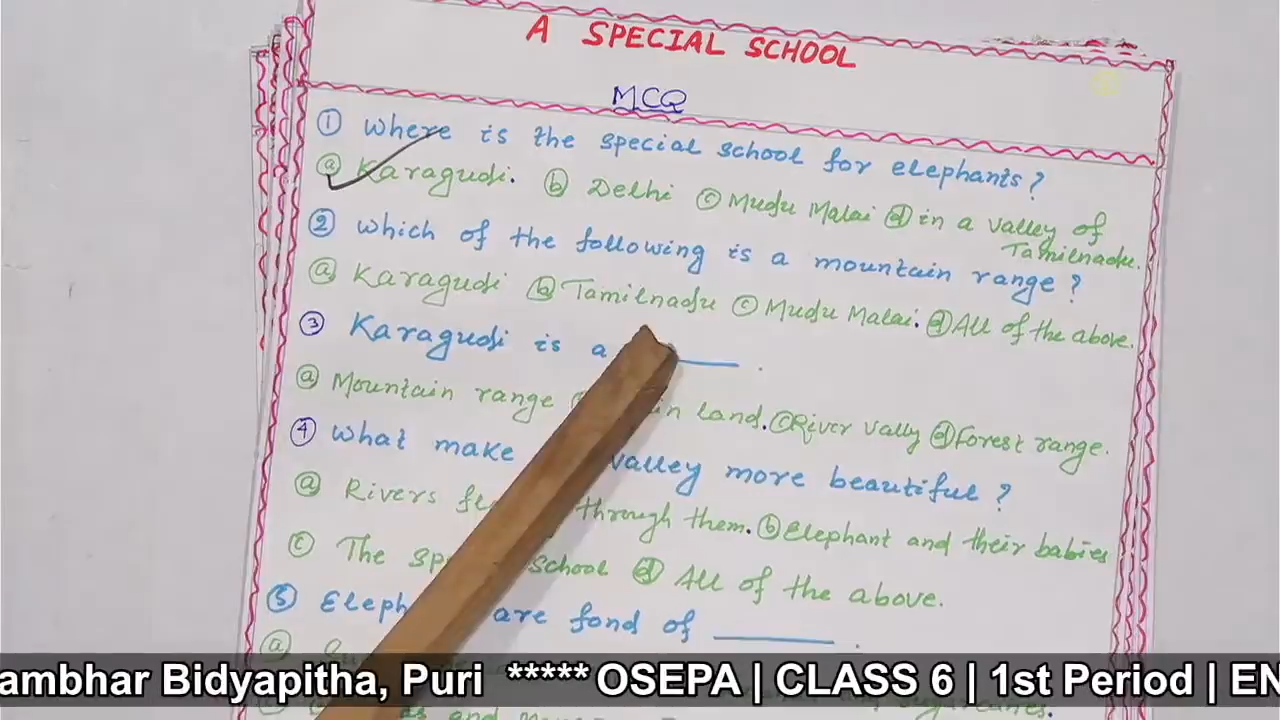 A SPECIAL SCHOOL
MCQ
① Where is the special school for elephants?
ⓐ Karagudi. ⓑ Delhi ⓒ Mudu Malai ⓓ in a valley of
Tamilnadu.
② Which of the following is a mountain range?
ⓐ Karagudi ⓑ Tamilnadu ⓒ Mudu Malai. ⓓ All of the above.
③ Karagudi is a ____ .
ⓐ Mountain range land. ⓒ River vally ⓓ Forest range.
④ What make valley more beautiful?
ⓐ Rivers through them. ⓑ Elephant and their babies
ⓒ The school ⓓ All of the above.
⑤ are fond of ____ .
ⓐ
and
ambhar Bidyapitha, Puri ***** OSEPA | CLASS 6 | 1st Period | EN